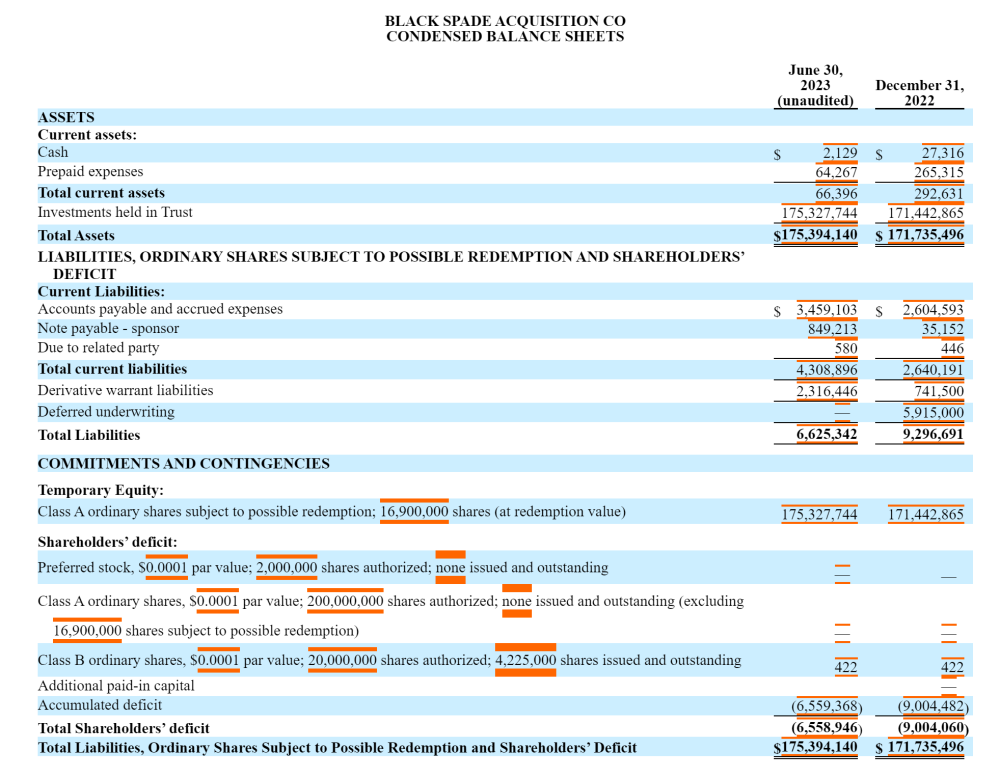 BLACK SPADE ACQUISITION CO
CONDENSED BALANCE SHEETS
June 30,
2023
(unaudited)
December 31,
2022
ASSETS
Current assets:
Cash $ 2,129 $ 27,316
Prepaid expenses 64,267 265,315
Total current assets 66,396 292,631
Investments held in Trust 175,327,744 171,442,865
Total Assets $175,394,140 $ 171,735,496
LIABILITIES, ORDINARY SHARES SUBJECT TO POSSIBLE REDEMPTION AND SHAREHOLDERS’
DEFICIT
Current Liabilities:
Accounts payable and accrued expenses $ 3,459,103 $ 2,604,593
Note payable - sponsor 849,213 35,152
Due to related party 580 446
Total current liabilities 4,308,896 2,640,191
Derivative warrant liabilities 2,316,446 741,500
Deferred underwriting — 5,915,000
Total Liabilities 6,625,342 9,296,691
COMMITMENTS AND CONTINGENCIES
Temporary Equity:
Class A ordinary shares subject to possible redemption; 16,900,000 shares (at redemption value) 175,327,744 171,442,865
Shareholders’ deficit:
Preferred stock, $0.0001 par value; 2,000,000 shares authorized; none issued and outstanding — —
Class A ordinary shares, $0.0001 par value; 200,000,000 shares authorized; none issued and outstanding (excluding
16,900,000 shares subject to possible redemption) — —
Class B ordinary shares, $0.0001 par value; 20,000,000 shares authorized; 4,225,000 shares issued and outstanding 422 422
Additional paid-in capital —
Accumulated deficit (6,559,368) (9,004,482)
Total Shareholders’ deficit (6,558,946) (9,004,060)
Total Liabilities, Ordinary Shares Subject to Possible Redemption and Shareholders’ Deficit $175,394,140 $ 171,735,496